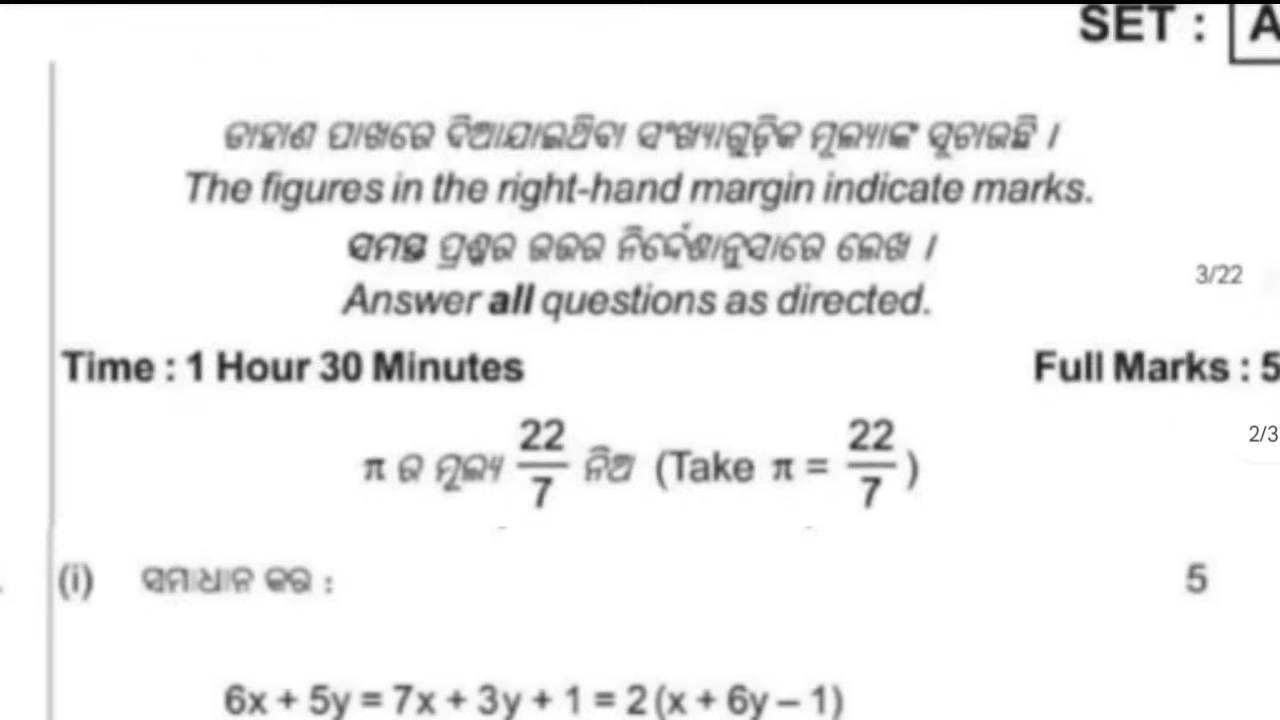 SET : A
ଡାହାଣ ପାଖରେ ଦିଆଯାଇଥିବା ସଂଖ୍ୟାଗୁଡ଼ିକ ମୂଲ୍ୟାଙ୍କ ସୂଚାଉଛି ।
The figures in the right-hand margin indicate marks.
ସମସ୍ତ ପ୍ରଶ୍ନର ଉତ୍ତର ନିର୍ଦ୍ଦେଶାନୁସାରେ ଲେଖ ।
3/22
Answer all questions as directed.
Time : 1 Hour 30 Minutes Full Marks : 5
2/3
π ର ମୂଲ୍ୟ 22/7 ନିଅ (Take π = 22/7)
(i) ସମାଧାନ କର : 5
6x + 5y = 7x + 3y + 1 = 2 (x + 6y – 1)